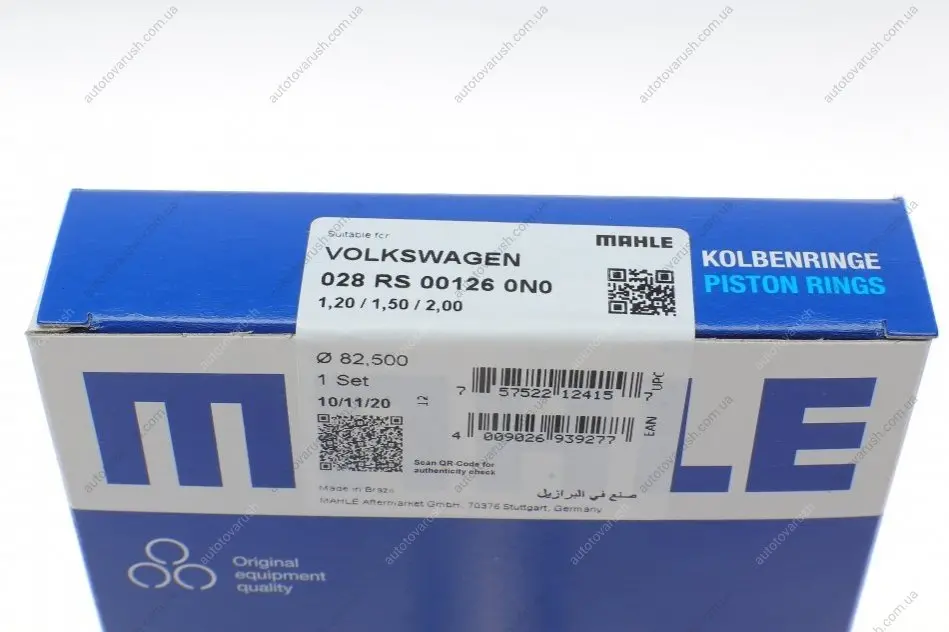 Suitable for
VOLKSWAGEN
028 RS 00126 0N0
1,20 / 1,50 / 2,00
MAHLE
KOLBENRINGE
PISTON RINGS
Ø 82,500
1 Set
10/11/20
12
7 57522 12415 7
UPC
4 009026 939277
EAN
Scan QR-Code for
authenticity check
Made in Brazil
صنع في البرازيل
MAHLE Aftermarket GmbH, 70376 Stuttgart, Germany
MAHLE
Original
equipment
quality
autotovarush.com.ua